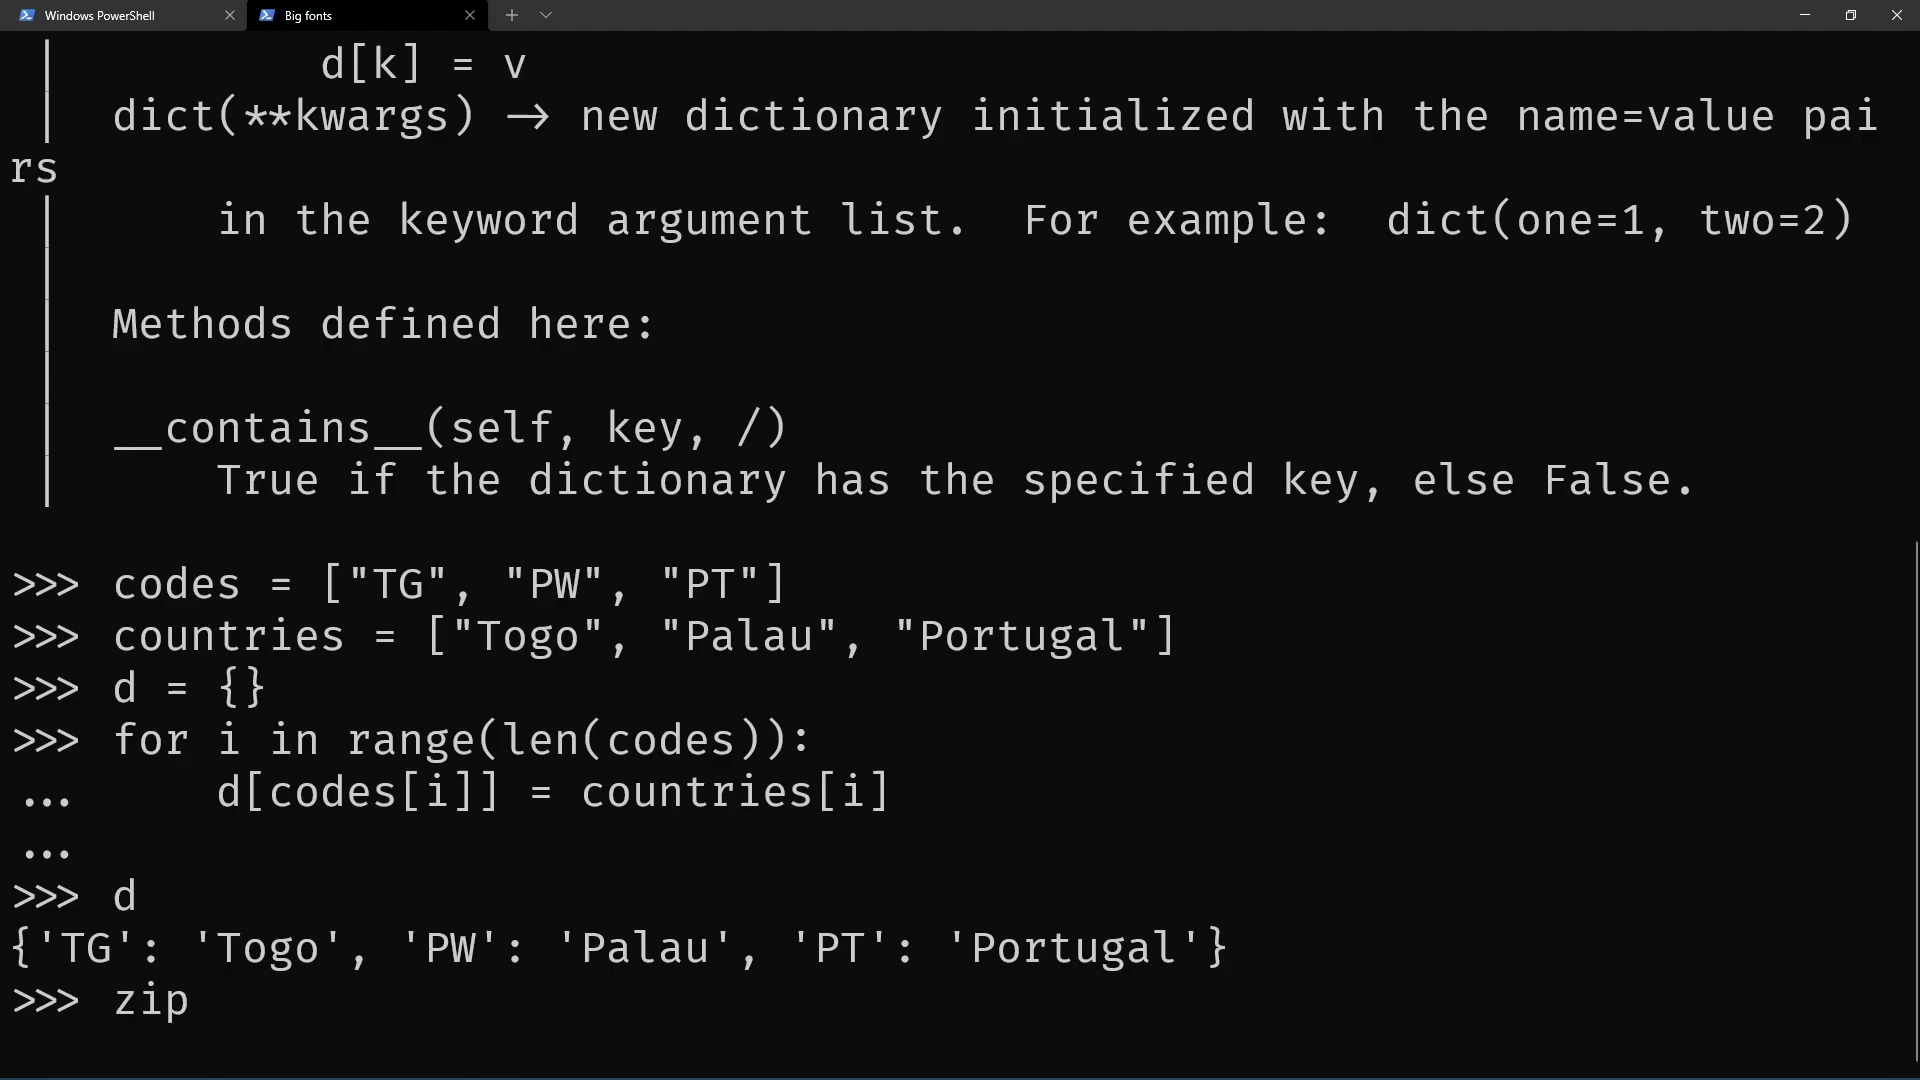 Windows PowerShell
Big fonts
|          d[k] = v
|  dict(**kwargs) -> new dictionary initialized with the name=value pai
rs
|      in the keyword argument list.  For example:  dict(one=1, two=2)
|
|  Methods defined here:
|
|  __contains__(self, key, /)
|      True if the dictionary has the specified key, else False.
>>> codes = ["TG", "PW", "PT"]
>>> countries = ["Togo", "Palau", "Portugal"]
>>> d = {}
>>> for i in range(len(codes)):
...     d[codes[i]] = countries[i]
...
>>> d
{'TG': 'Togo', 'PW': 'Palau', 'PT': 'Portugal'}
>>> zip